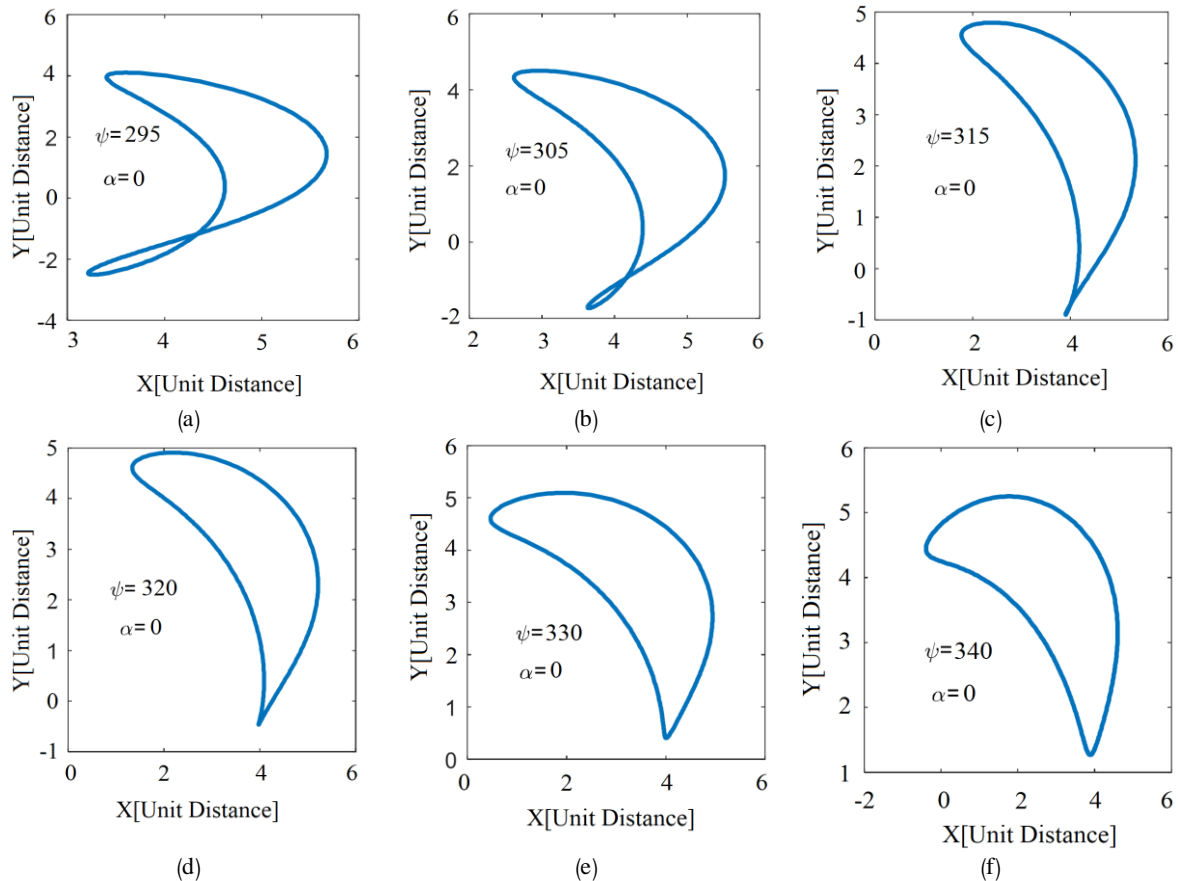 6
4
2
0
-2
-4
3
4
5
6
Y[Unit Distance]
X[Unit Distance]
ψ=295
α=0
(a)
6
4
2
0
-2
2
3
4
5
6
Y[Unit Distance]
X[Unit Distance]
ψ=305
α=0
(b)
5
4
3
2
1
0
-1
0
2
4
6
Y[Unit Distance]
X[Unit Distance]
ψ=315
α=0
(c)
5
4
3
2
1
0
-1
0
2
4
6
Y[Unit Distance]
X[Unit Distance]
ψ=320
α=0
(d)
6
5
4
3
2
1
0
0
2
4
6
Y[Unit Distance]
X[Unit Distance]
ψ=330
α=0
(e)
6
5
4
3
2
1
-2
0
2
4
6
Y[Unit Distance]
X[Unit Distance]
ψ=340
α=0
(f)